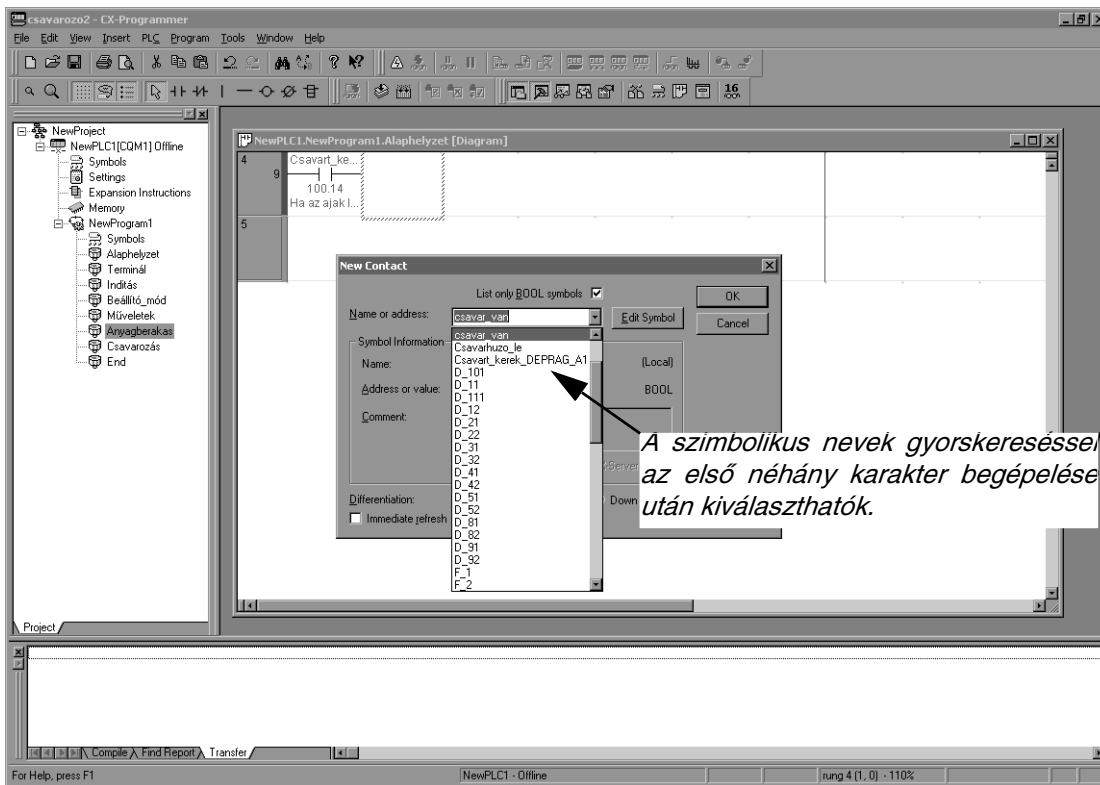 csavarozo2 - CX-Programmer
File Edit View Insert PLC Program Tools Window Help
16
NewProject
NewPLC1[CQM1] Offline
Symbols
Settings
Expansion Instructions
Memory
NewProgram1
Symbols
Alaphelyzet
Terminál
Inditás
Beállító_mód
Műveletek
Anyagberakas
Csavarozás
End
Project
NewPLC1.NewProgram1.Alaphelyzet [Diagram]
4
9
Csavart_ke...
100.14
Ha az ajak l...
5
New Contact
List only BOOL symbols
OK
Name or address:
csavar_van
Edit Symbol
Cancel
Symbol Information
Name:
(Local)
Address or value:
BOOL
Comment:
-Server
Differentiation:
Down
Immediate refresh
csavar_van
Csavarhuzo_le
Csavart_kerek_DEPRAG_A1
D_101
D_11
D_111
D_12
D_21
D_22
D_31
D_32
D_41
D_42
D_51
D_52
D_81
D_82
D_91
D_92
F_1
F_2
A szimbolikus nevek gyorskereséssel
az első néhány karakter begépelése
után kiválaszthatók.
Compile Find Report Transfer
For Help, press F1
NewPLC1 - Offline
rung 4 (1, 0) - 110%